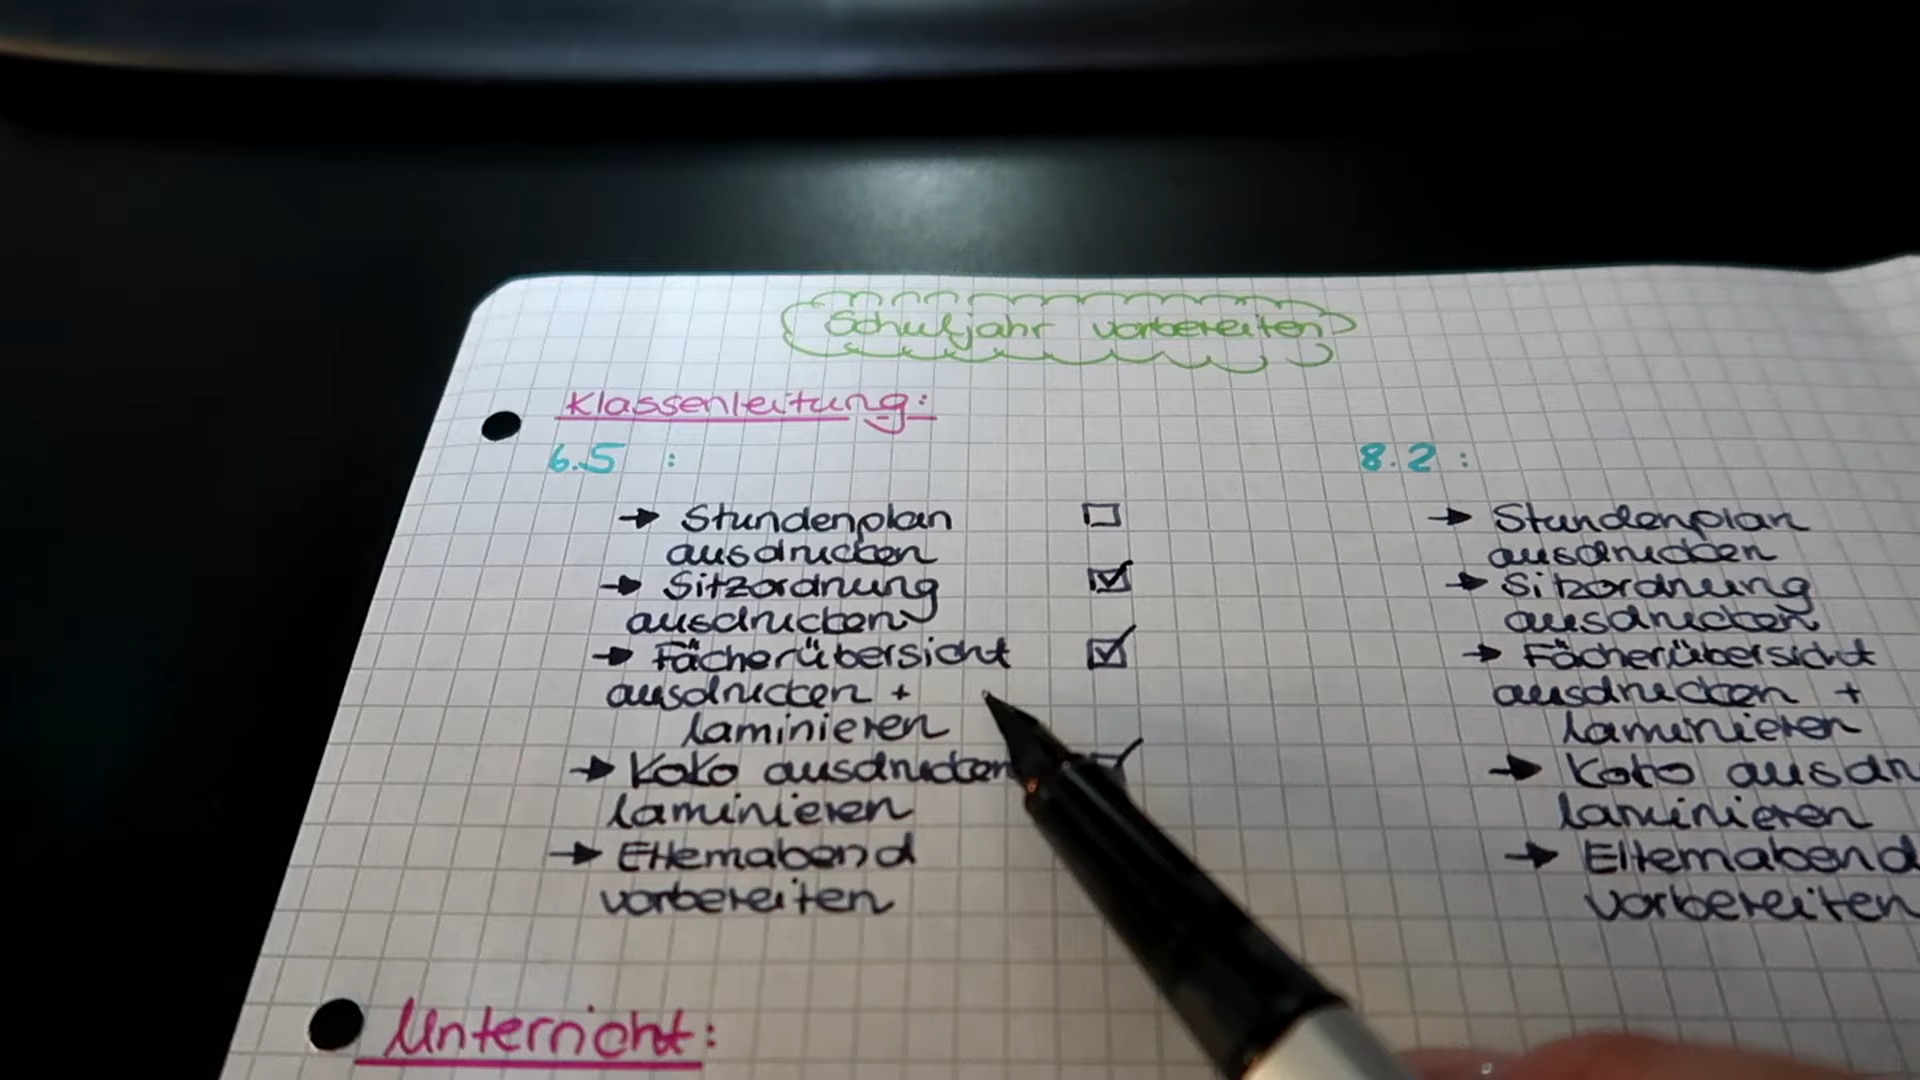 Schuljahr vorbereiten
Klassenleitung:
6.5 :
→ Stundenplan
ausdrucken
→ Sitzordnung
ausdrucken
→ Fächerübersicht
ausdrucken +
laminieren
→ Koko ausdrucken
laminieren
→ Elternabend
vorbereiten
8.2 :
→ Stundenplan
ausdrucken
→ Sitzordnung
ausdrucken
→ Fächerübersicht
ausdrucken +
laminieren
→ Koko ausdr
laminieren
→ Elternabend
vorbereiten
Unterricht: